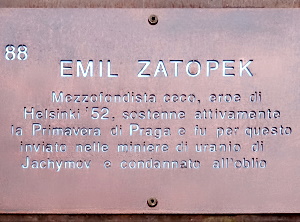 88
EMIL ZATOPEK
Mezzofondista ceco, eroe di
Helsinki '52, sostenne attivamente
la Primavera di Praga e fu per questo
inviato nelle miniere di uranio di
Jachymov e condannato all'oblio